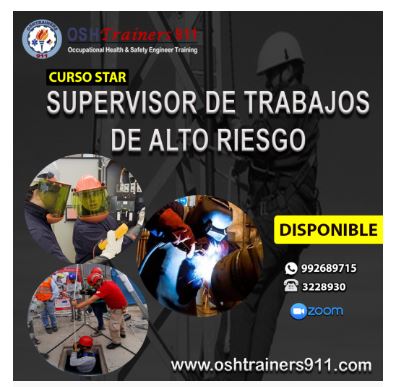 OSHTrainers911
Occupational Health & Safety Engineer Training
911
CURSO STAR
SUPERVISOR DE TRABAJOS
DE ALTO RIESGO
DISPONIBLE
992689715
3228930
zoom
www.oshtrainers911.com